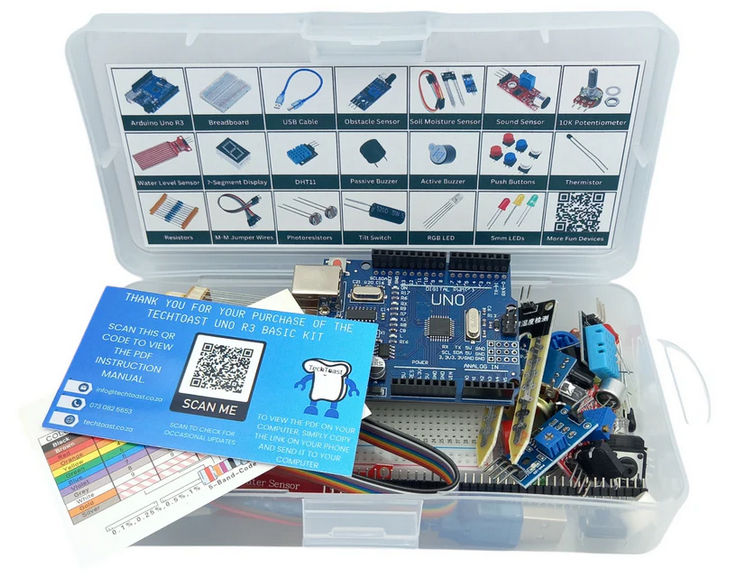 Arduino Uno R3
Breadboard
USB Cable
Obstacle Sensor
Soil Moisture Sensor
Sound Sensor
10K Potentiometer
Water Level Sensor
7-Segment Display
DHT11
Passive Buzzer
Active Buzzer
Push Buttons
Thermistor
Resistors
M-M Jumper Wires
Photoresistors
Tilt Switch
RGB LED
5mm LEDs
More Fun Devices
THANK YOU FOR YOUR PURCHASE OF THE
TECHTOAST UNO R3 BASIC KIT
SCAN THIS QR
CODE TO VIEW
THE PDF
INSTRUCTION
MANUAL
info@techtoast.co.za
073 082 5653
techtoast.co.za
SCAN ME
SCAN TO CHECK FOR
OCCASIONAL UPDATES
TechToast
TO VIEW THE PDF ON YOUR
COMPUTER, SIMPLY COPY
THE LINK ON YOUR PHONE
AND SEND IT TO YOUR
COMPUTER
UNO
POWER
ANALOG IN
Black
Brown
Red
Orange
Yellow
Green
Blue
Violet
Gray
White
Gold
Silver
0.1%, 0.25%, 0.5%, 1%
5-Band-Code
Sensor